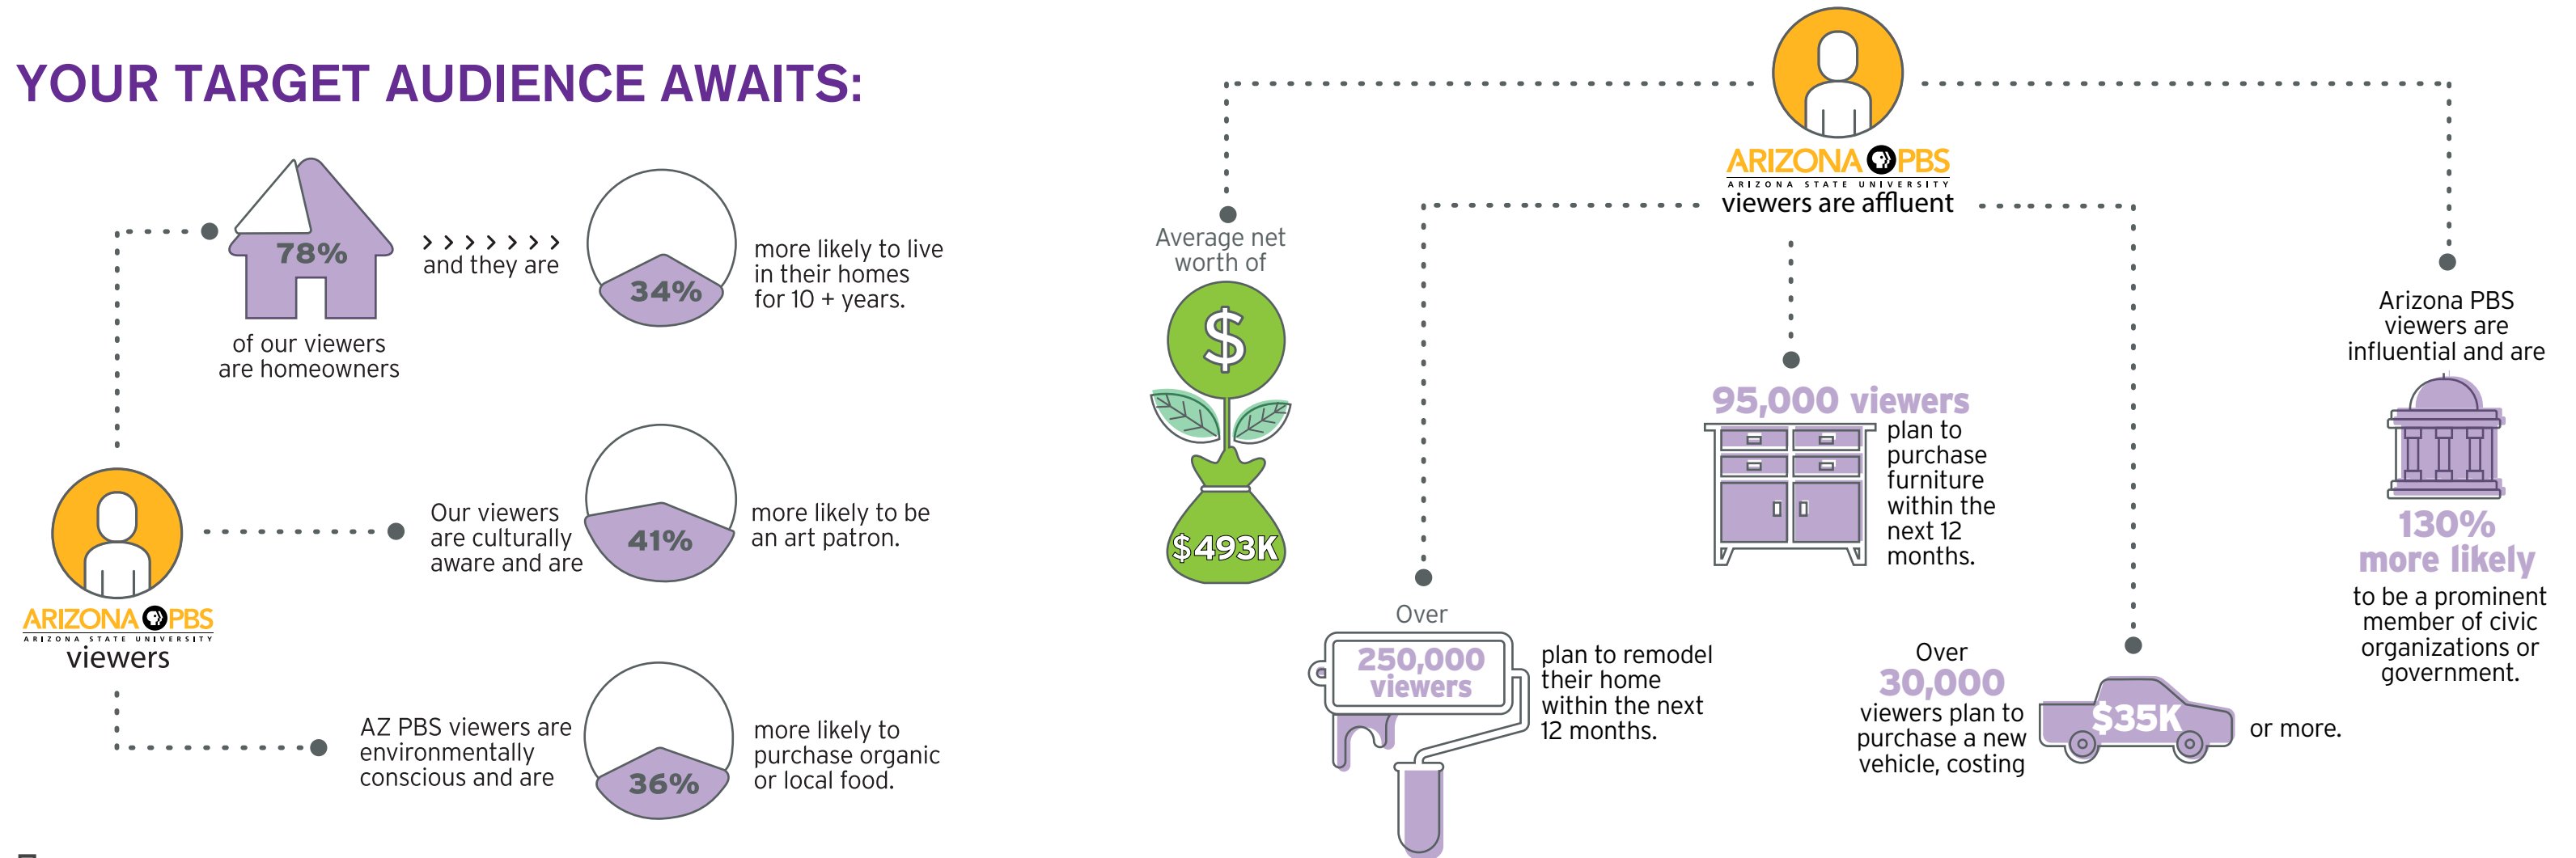 YOUR TARGET AUDIENCE AWAITS:
78%
of our viewers
are homeowners
> > > > > > >
and they are
34%
more likely to live
in their homes
for 10 + years.
ARIZONA PBS
ARIZONA STATE UNIVERSITY
viewers
Our viewers
are culturally
aware and are
41%
more likely to be
an art patron.
AZ PBS viewers are
environmentally
conscious and are
36%
more likely to
purchase organic
or local food.
ARIZONA PBS
ARIZONA STATE UNIVERSITY
viewers are affluent
Average net
worth of
$
$493K
Over
250,000
viewers
plan to remodel
their home
within the next
12 months.
95,000 viewers
plan to
purchase
furniture
within the
next 12
months.
Over
30,000
viewers plan to
purchase a new
vehicle, costing
$35K
or more.
Arizona PBS
viewers are
influential and are
130%
more likely
to be a prominent
member of civic
organizations or
government.